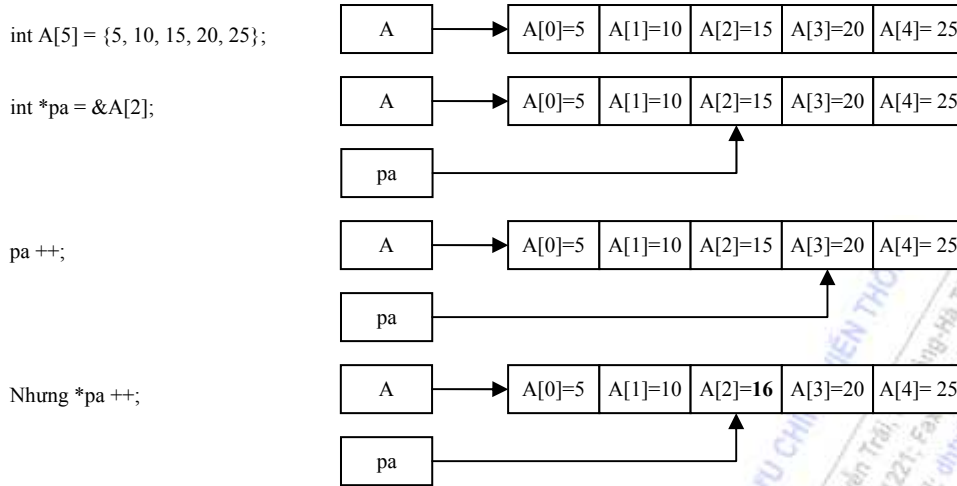 int A[5] = {5, 10, 15, 20, 25};
A
A[0]=5 A[1]=10 A[2]=15 A[3]=20 A[4]= 25
int *pa = &A[2];
A
A[0]=5 A[1]=10 A[2]=15 A[3]=20 A[4]= 25
pa
pa ++;
A
A[0]=5 A[1]=10 A[2]=15 A[3]=20 A[4]= 25
pa
Nhưng *pa ++;
A
A[0]=5 A[1]=10 A[2]=16 A[3]=20 A[4]= 25
pa